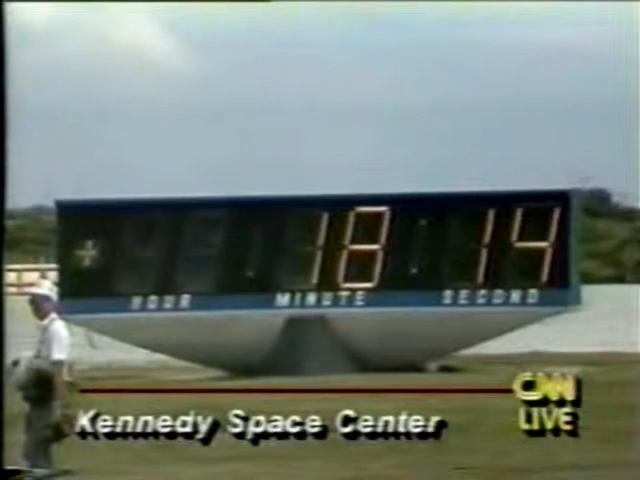 + 18:14
HOUR MINUTE SECOND
CNN
LIVE
Kennedy Space Center